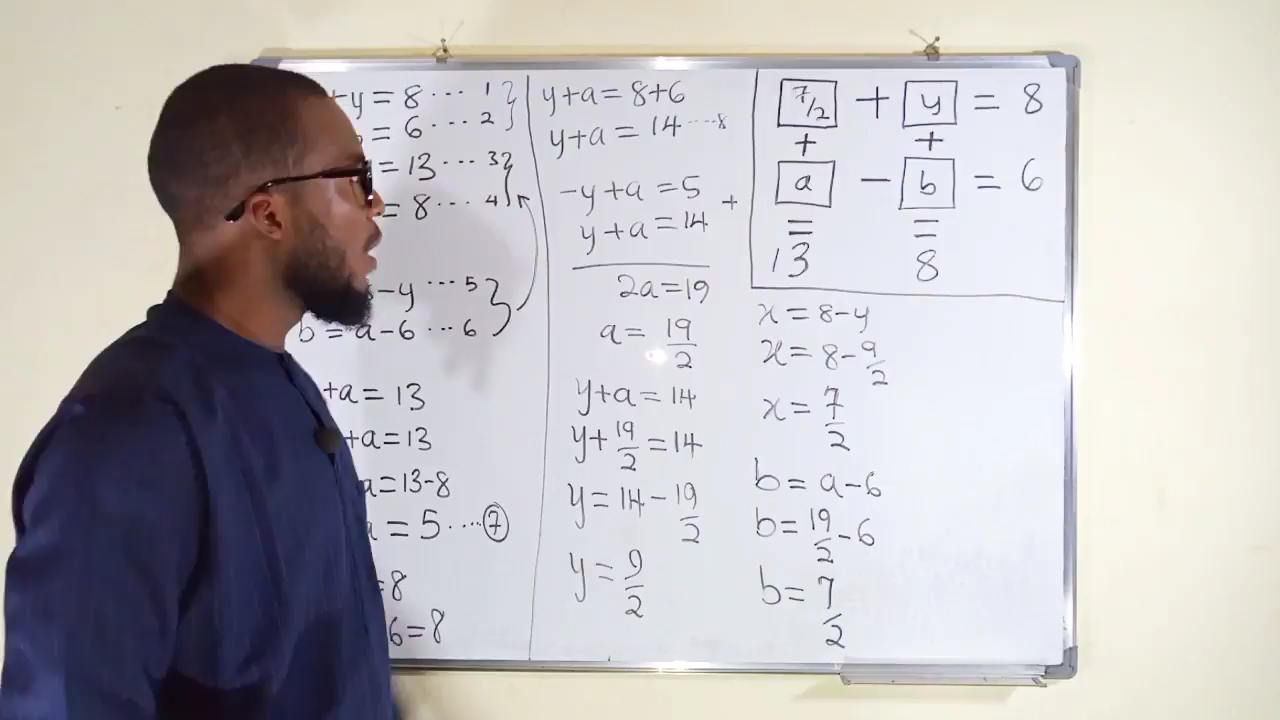 +y = 8 ... 1
= 6 ... 2
= 13 ... 3
= 8 ... 4
-y ... 5
b = a-6 ... 6
+a = 13
+a = 13
a = 13-8
a = 5 ... 7
=8
6=8
y+a = 8+6
y+a = 14 ... 8
-y+a = 5
y+a = 14 +
2a = 19
a = 19/2
y+a = 14
y+19/2 = 14
y = 14-19/2
y = 9/2
7/2 + y = 8
+ +
a - b = 6
= =
13 8
x = 8-y
x = 8-9/2
x = 7/2
b = a-6
b = 19/2-6
b = 7/2